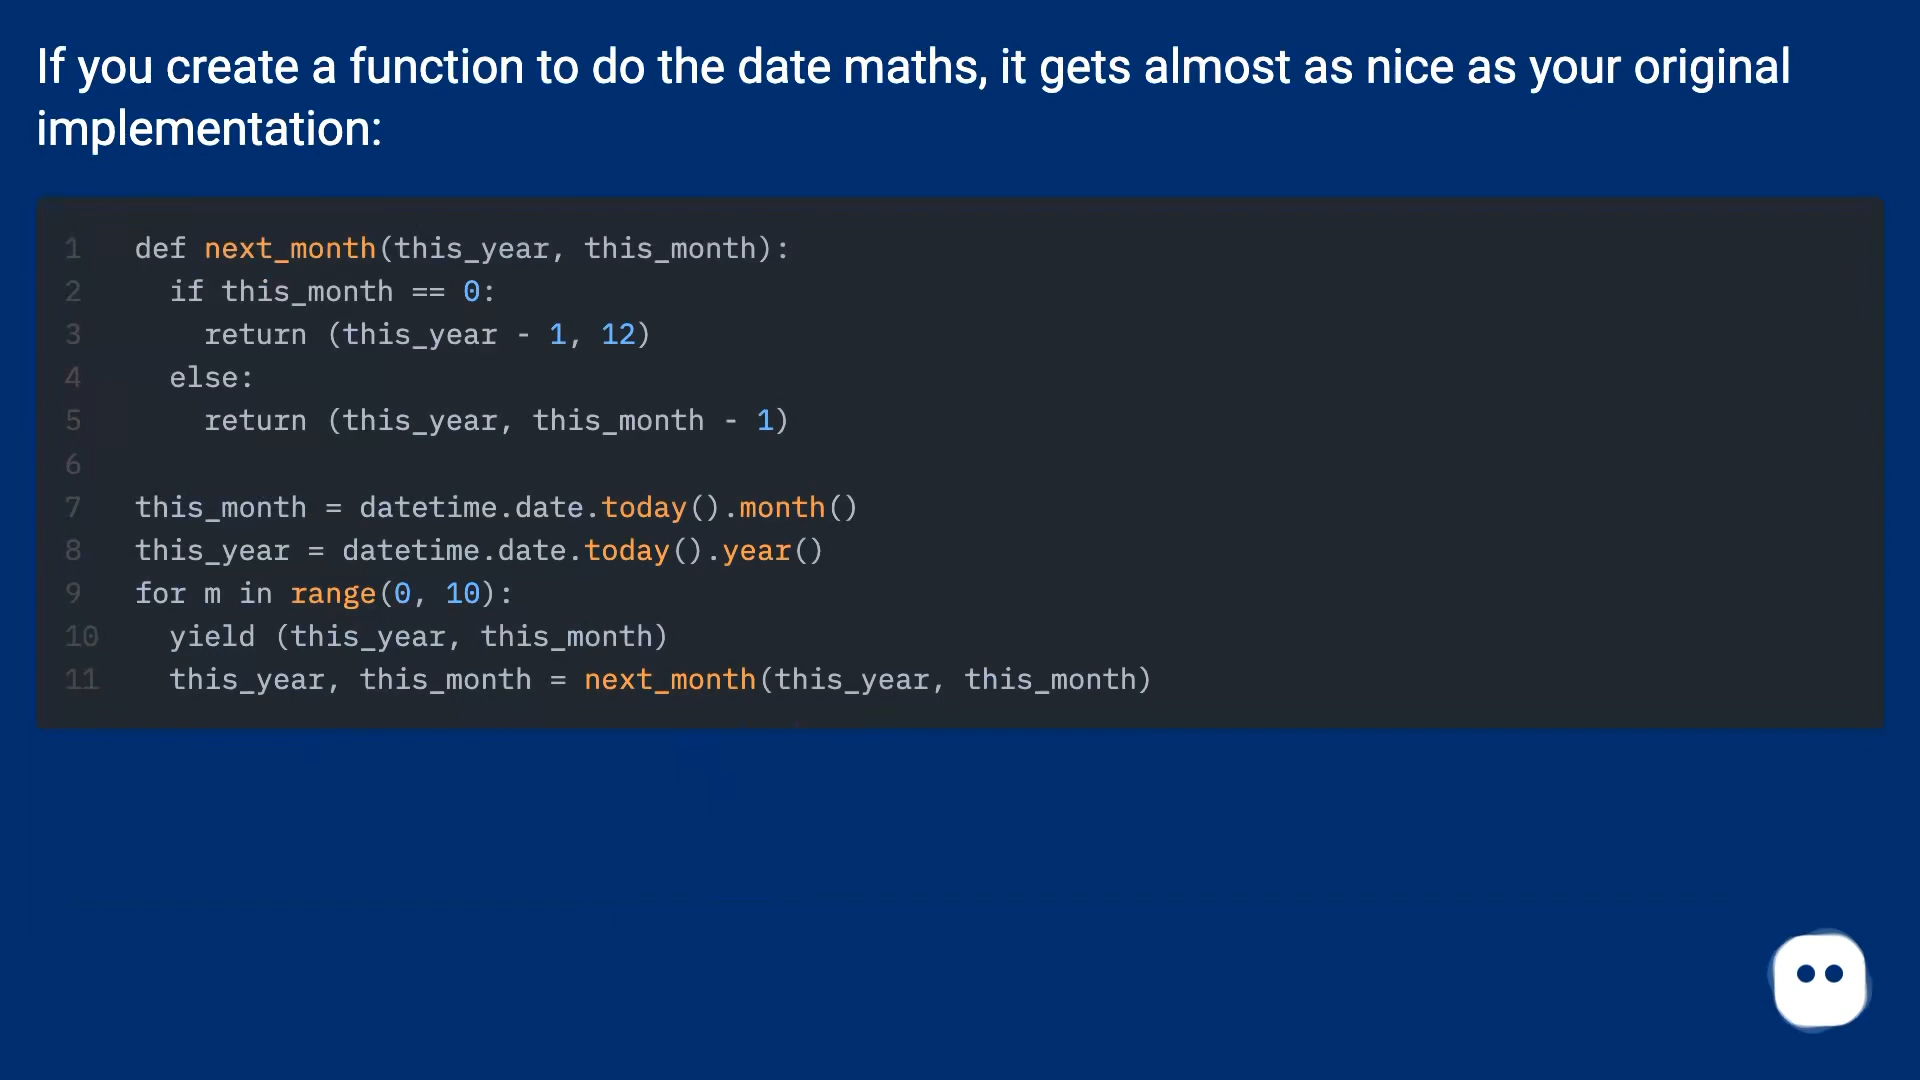 If you create a function to do the date maths, it gets almost as nice as your original
implementation:
1 def next_month(this_year, this_month):
2 if this_month == 0:
3 return (this_year - 1, 12)
4 else:
5 return (this_year, this_month - 1)
6
7 this_month = datetime.date.today().month()
8 this_year = datetime.date.today().year()
9 for m in range(0, 10):
10 yield (this_year, this_month)
11 this_year, this_month = next_month(this_year, this_month)